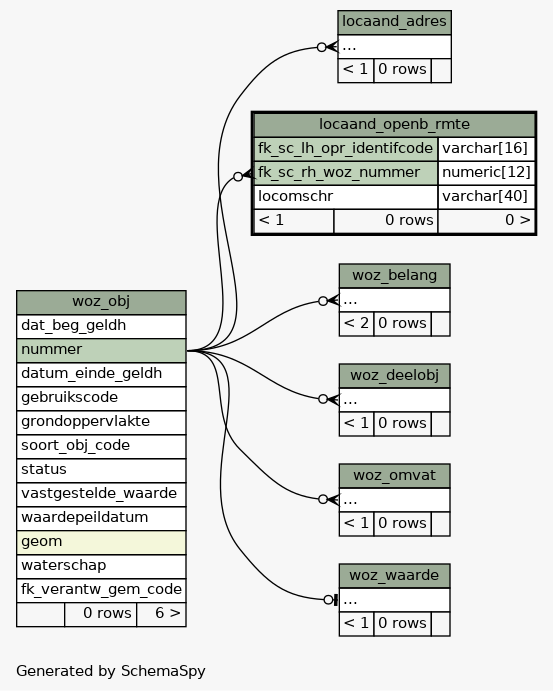 locaand_adres
...
< 1 0 rows
locaand_openb_rmte
fk_sc_lh_opr_identifcode varchar[16]
fk_sc_rh_woz_nummer numeric[12]
locomschr varchar[40]
< 1 0 rows 0 >
woz_belang
...
< 2 0 rows
woz_obj
dat_beg_geldh
nummer
datum_einde_geldh
gebruikscode
grondoppervlakte
soort_obj_code
status
vastgestelde_waarde
waardepeildatum
geom
waterschap
fk_verantw_gem_code
0 rows 6 >
woz_deelobj
...
< 1 0 rows
woz_omvat
...
< 1 0 rows
woz_waarde
...
< 1 0 rows
Generated by SchemaSpy